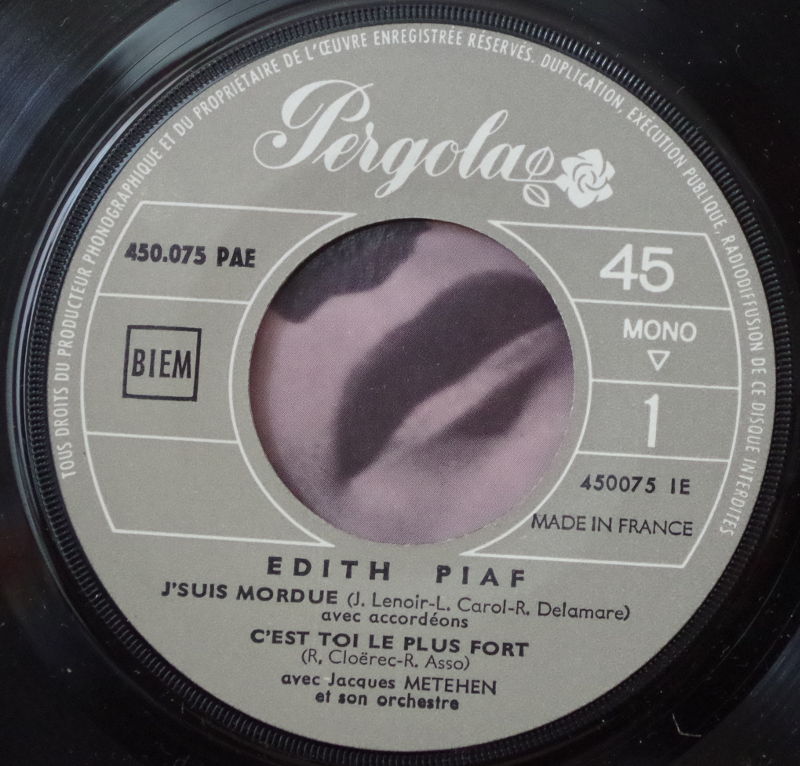 TOUS DROITS DU PRODUCTEUR PHONOGRAPHIQUE ET DU PROPRIÉTAIRE DE L'ŒUVRE ENREGISTRÉE RÉSERVÉS. DUPLICATION, EXÉCUTION PUBLIQUE, RADIODIFFUSION DE CE DISQUE INTERDITES
Pergola
450.075 PAE
45
BIEM
MONO
1
450075 IE
MADE IN FRANCE
EDITH PIAF
J'SUIS MORDUE (J. Lenoir-L. Carol-R. Delamare)
avec accordéons
C'EST TOI LE PLUS FORT
(R. Cloërec-R. Asso)
avec Jacques METEHEN
et son orchestre